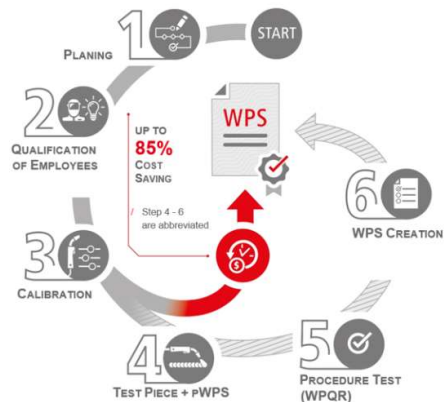 START
1
PLANING
2
QUALIFICATION
OF EMPLOYEES
UP TO
85%
COST
SAVING
/ Step 4 - 6
are abbreviated
WPS
3
CALIBRATION
$
4
TEST PIECE + PWPS
5
PROCEDURE TEST
(WPQR)
6
WPS CREATION